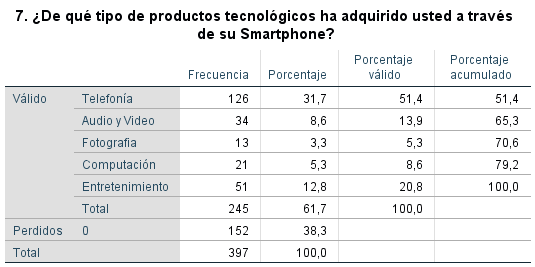 7. ¿De qué tipo de productos tecnológicos ha adquirido usted a través
de su Smartphone?
Frecuencia Porcentaje Porcentaje válido Porcentaje acumulado
Válido Telefonía 126 31,7 51,4 51,4
Audio y Video 34 8,6 13,9 65,3
Fotografia 13 3,3 5,3 70,6
Computación 21 5,3 8,6 79,2
Entretenimiento 51 12,8 20,8 100,0
Total 245 61,7 100,0
Perdidos 0 152 38,3
Total 397 100,0